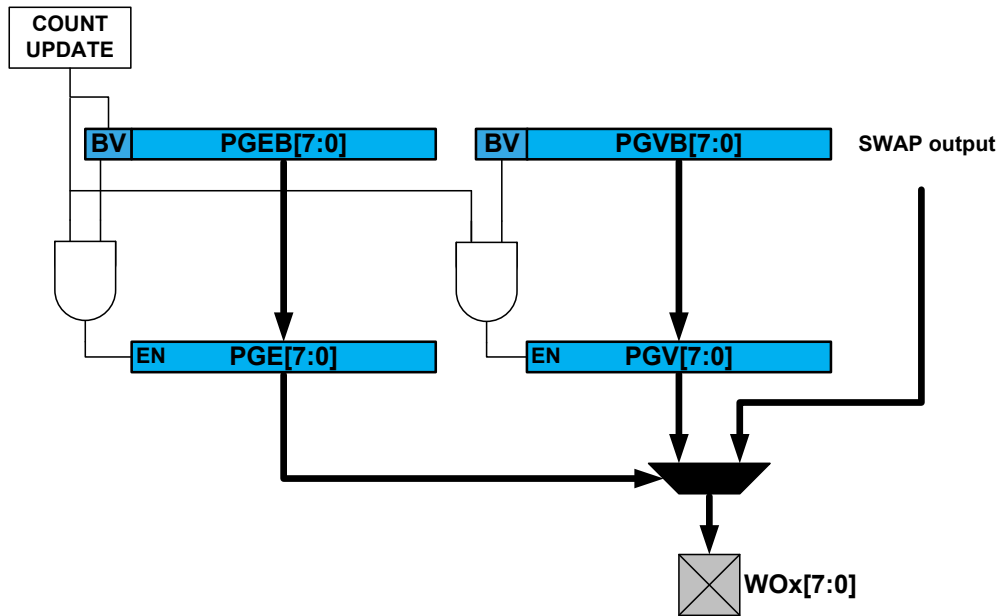 COUNT
UPDATE
BV PGEB[7:0]
BV PGVB[7:0]
SWAP output
EN PGE[7:0]
EN PGV[7:0]
WOx[7:0]